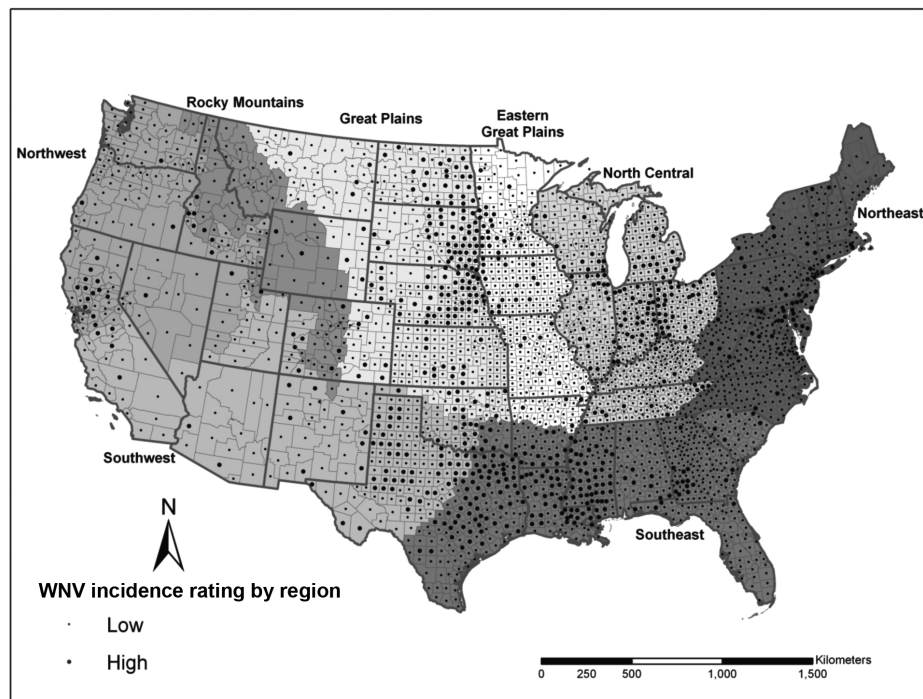 Rocky Mountains
Great Plains
Eastern
Great Plains
Northwest
North Central
Northeast
Southwest
Southeast
N
WNV incidence rating by region
Low
High
Kilometers
0 250 500 1,000 1,500